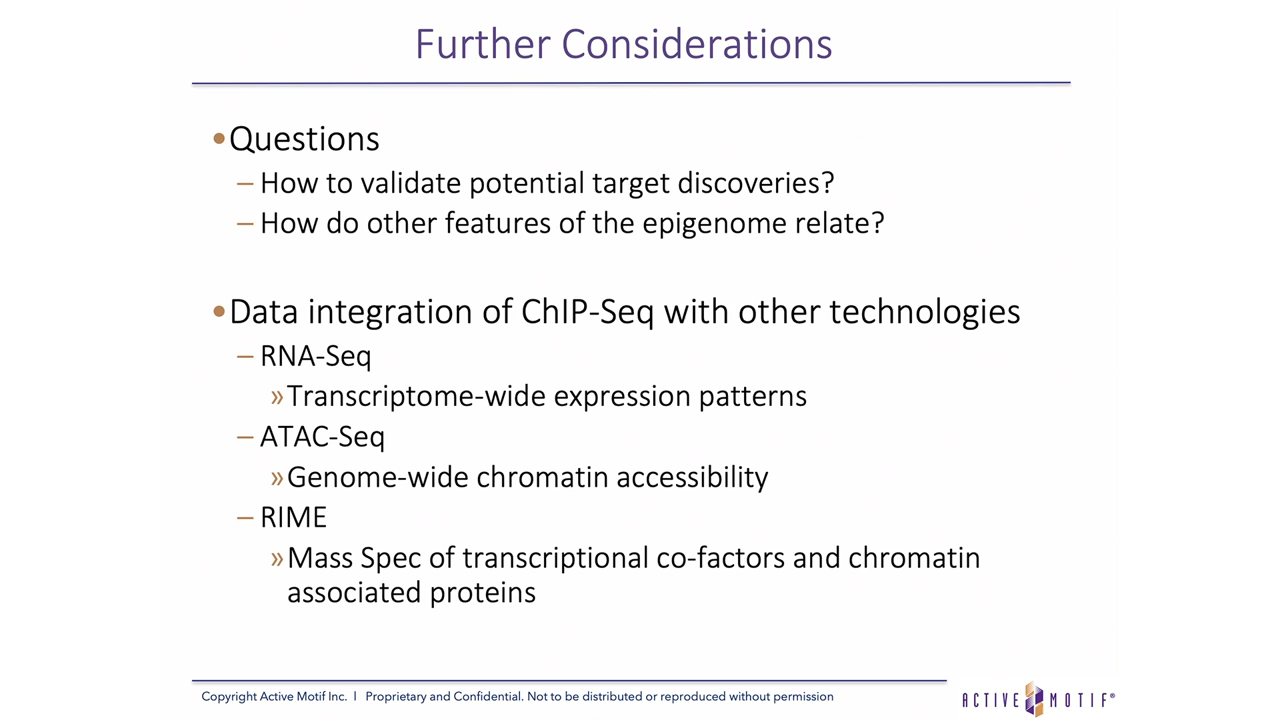 Further Considerations
•Questions
– How to validate potential target discoveries?
– How do other features of the epigenome relate?
•Data integration of ChIP-Seq with other technologies
– RNA-Seq
»Transcriptome-wide expression patterns
– ATAC-Seq
»Genome-wide chromatin accessibility
– RIME
»Mass Spec of transcriptional co-factors and chromatin
associated proteins
Copyright Active Motif Inc. | Proprietary and Confidential. Not to be distributed or reproduced without permission
ACTIVE MOTIF®